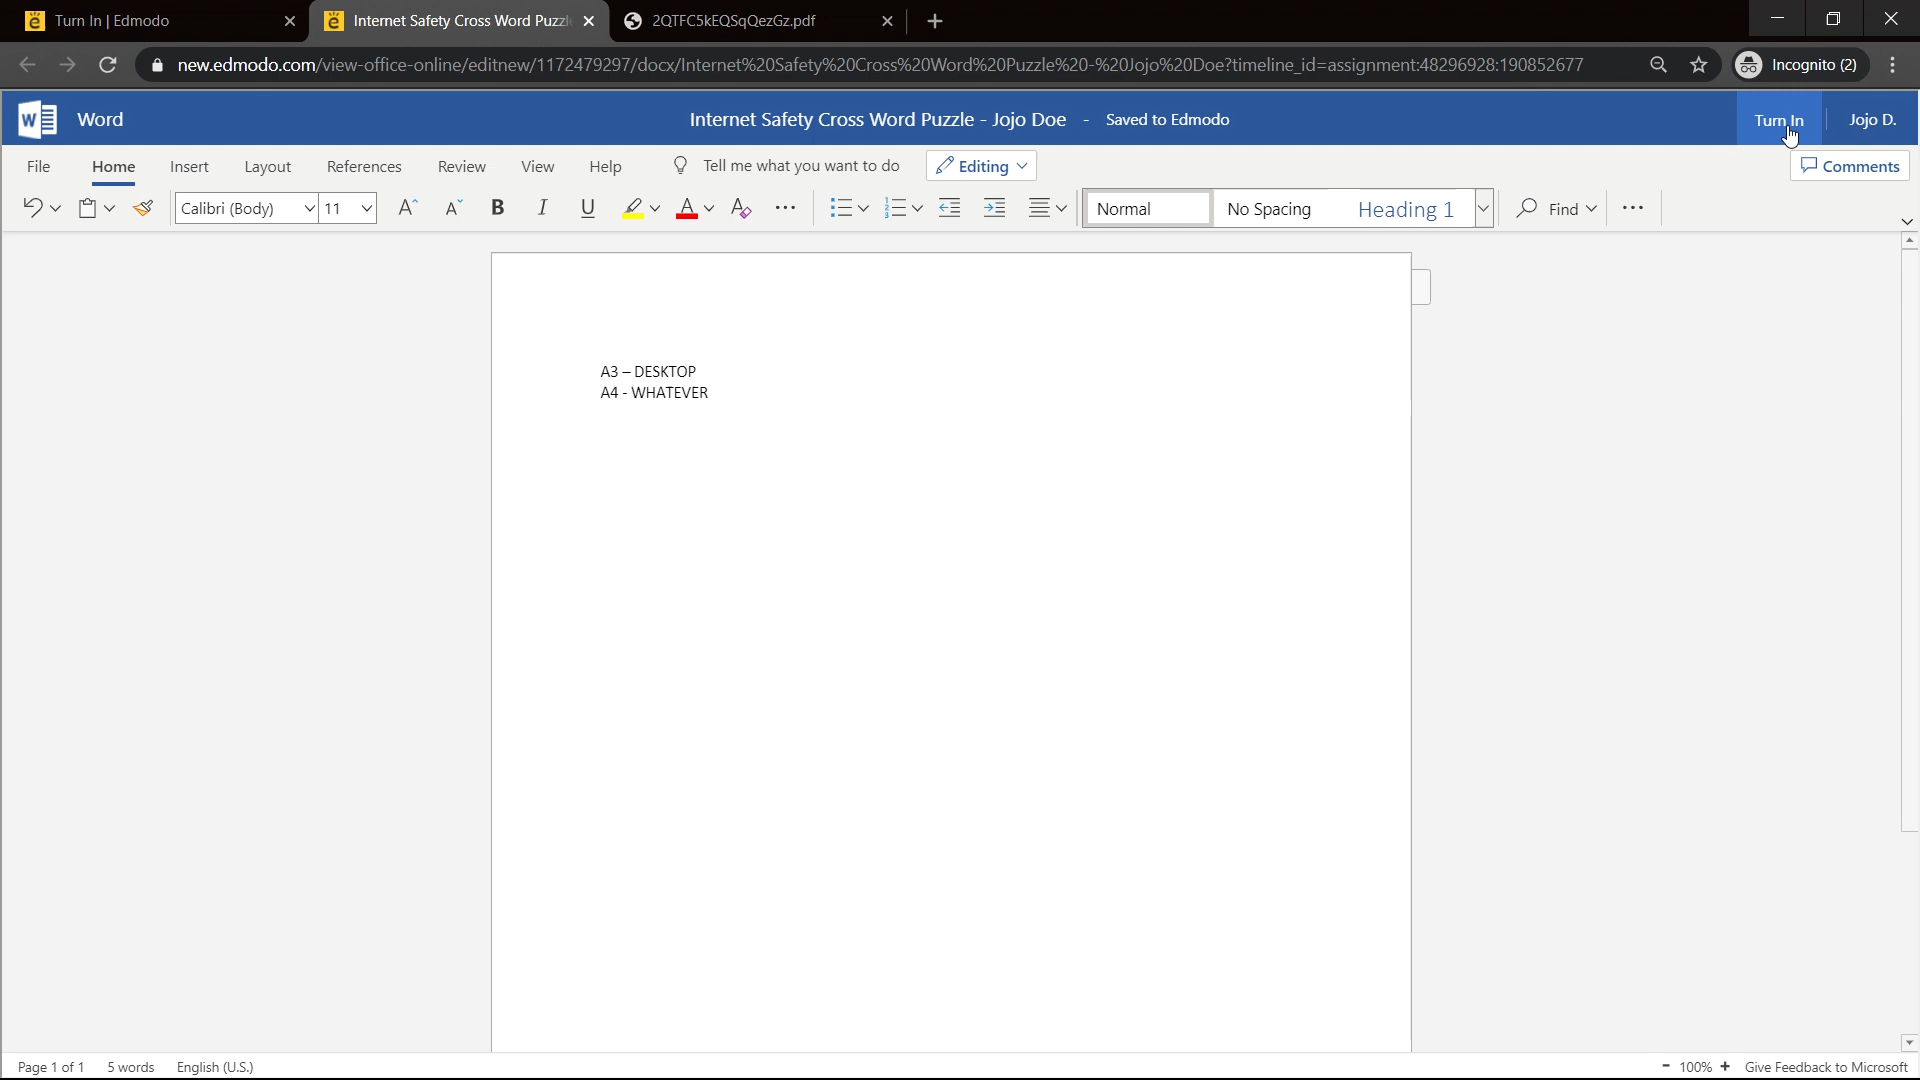 Turn In | Edmodo
Internet Safety Cross Word Puzzl
2QTFC5kEQSqQezGz.pdf
new.edmodo.com/view-office-online/editnew/1172479297/docx/Internet%20Safety%20Cross%20Word%20Puzzle%20-%20Jojo%20Doe?timeline_id=assignment:48296928:190852677
Incognito (2)
Word
Internet Safety Cross Word Puzzle - Jojo Doe - Saved to Edmodo
Turn In
Jojo D.
File Home Insert Layout References Review View Help Tell me what you want to do Editing Comments
Calibri (Body) 11 B I U Normal No Spacing Heading 1 Find
A3 – DESKTOP
A4 - WHATEVER
Page 1 of 1 5 words English (U.S.) - 100% + Give Feedback to Microsoft